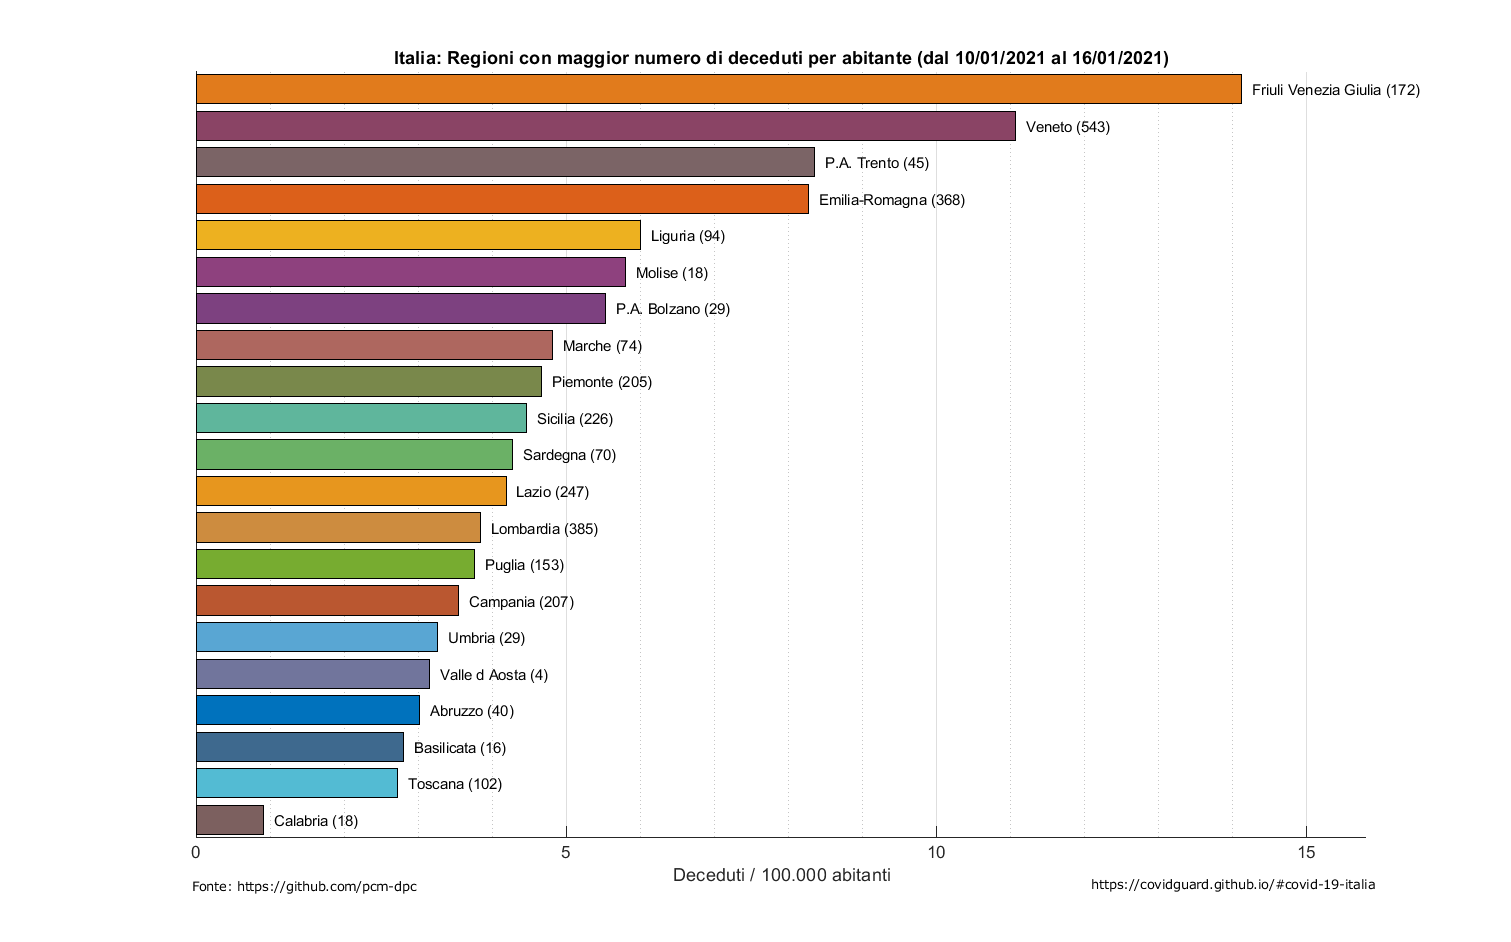 Italia: Regioni con maggior numero di deceduti per abitante (dal 10/01/2021 al 16/01/2021)
Friuli Venezia Giulia (172)
Veneto (543)
P.A. Trento (45)
Emilia-Romagna (368)
Liguria (94)
Molise (18)
P.A. Bolzano (29)
Marche (74)
Piemonte (205)
Sicilia (226)
Sardegna (70)
Lazio (247)
Lombardia (385)
Puglia (153)
Campania (207)
Umbria (29)
Valle d Aosta (4)
Abruzzo (40)
Basilicata (16)
Toscana (102)
Calabria (18)
0 5 10 15
Deceduti / 100.000 abitanti
Fonte: https://github.com/pcm-dpc
https://covidguard.github.io/#covid-19-italia